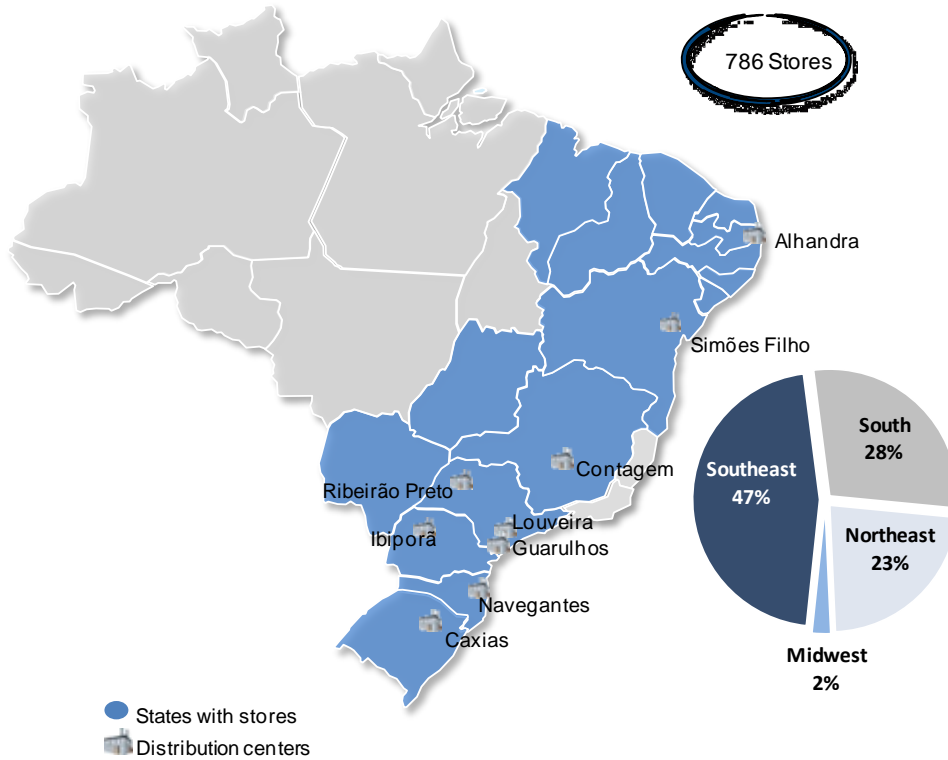 786 Stores
Alhandra
Simões Filho
Contagem
Ribeirão Preto
Louveira
Ibiporã
Guarulhos
Navegantes
Caxias
South
28%
Southeast
47%
Northeast
23%
Midwest
2%
States with stores
Distribution centers